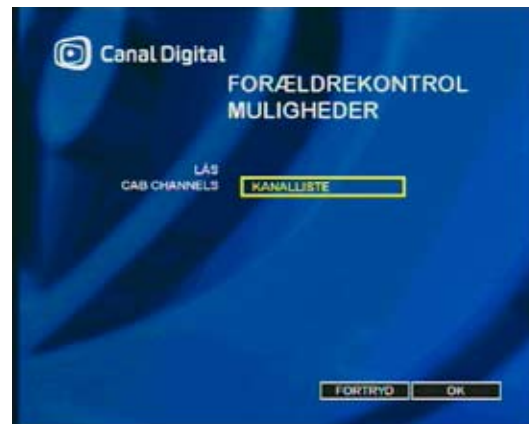 Canal Digital
FORÆLDREKONTROL
MULIGHEDER
LÅS
CAB CHANNELS
KANALLISTE
FORTRYD
OK